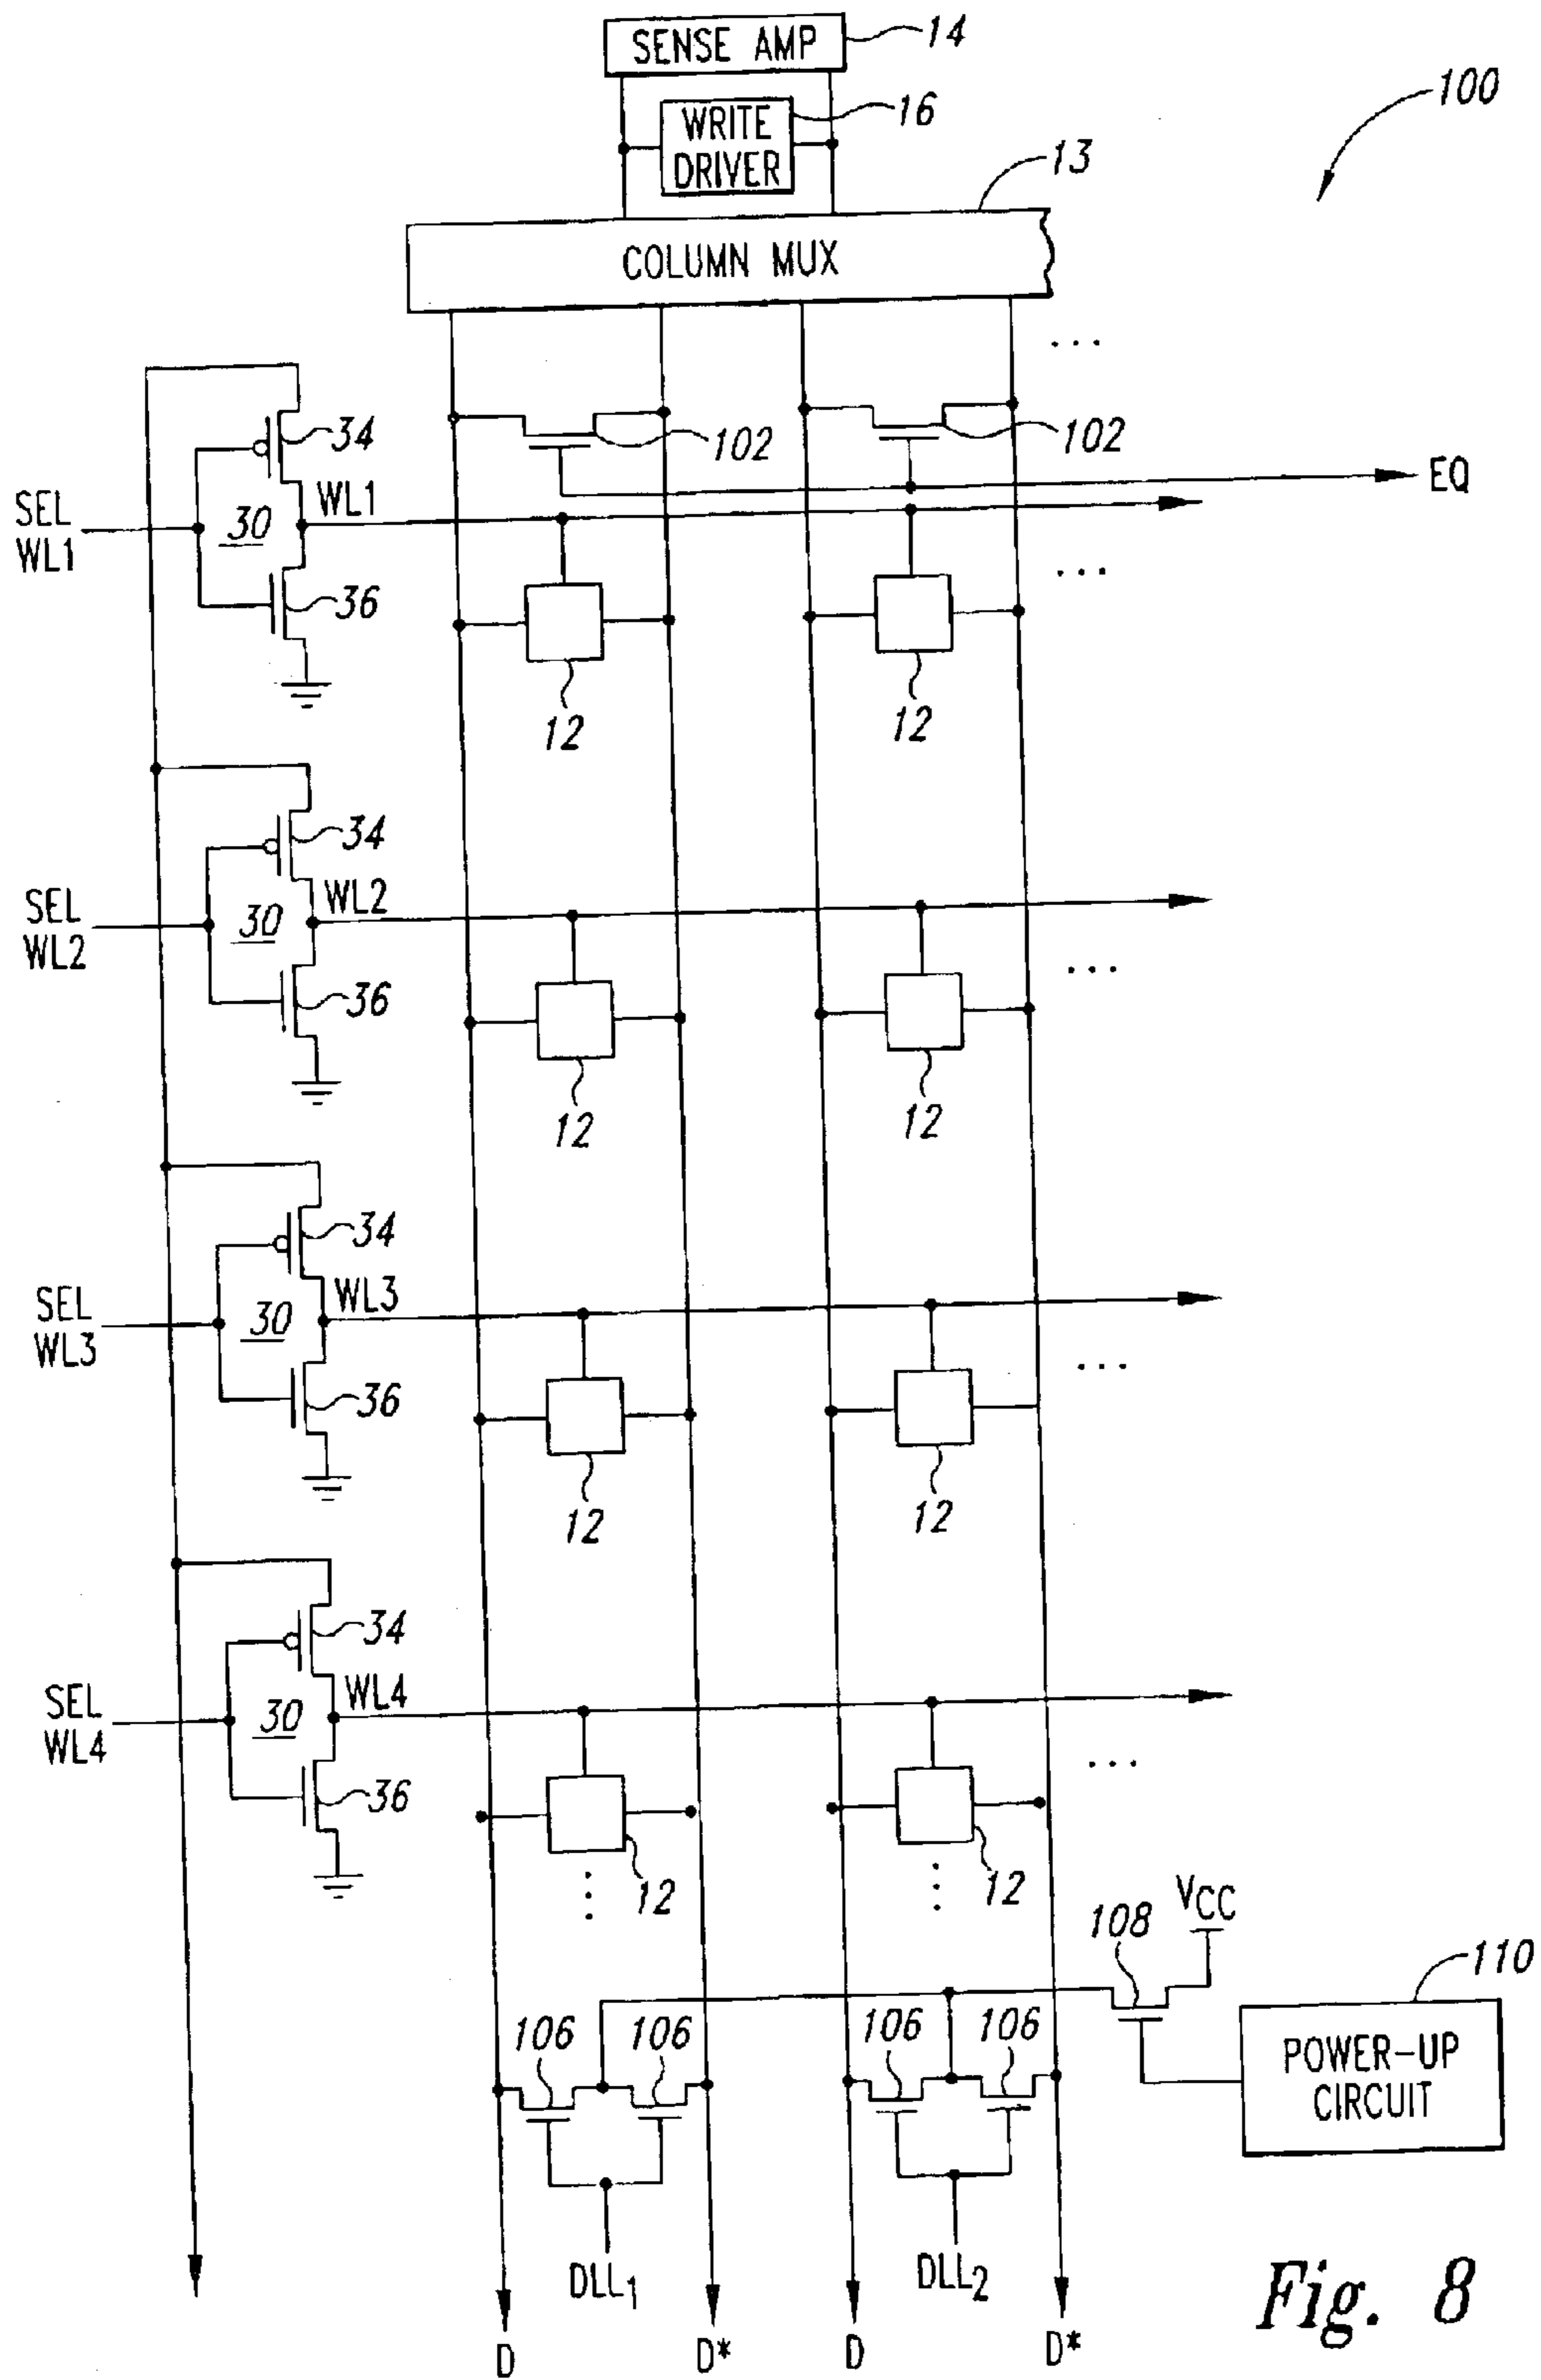 SENSE AMP
14
WRITE
DRIVER
16
100
13
COLUMN MUX
...
34
102
102
EQ
SEL
WL1
30
WL1
36
...
12
12
34
SEL
WL2
30
WL2
36
...
12
12
34
SEL
WL3
30
WL3
36
...
12
12
34
SEL
WL4
30
WL4
36
...
12
12
VCC
108
110
106
106
106
106
POWER-UP
CIRCUIT
DLL1
DLL2
D
D*
D
D*
Fig. 8